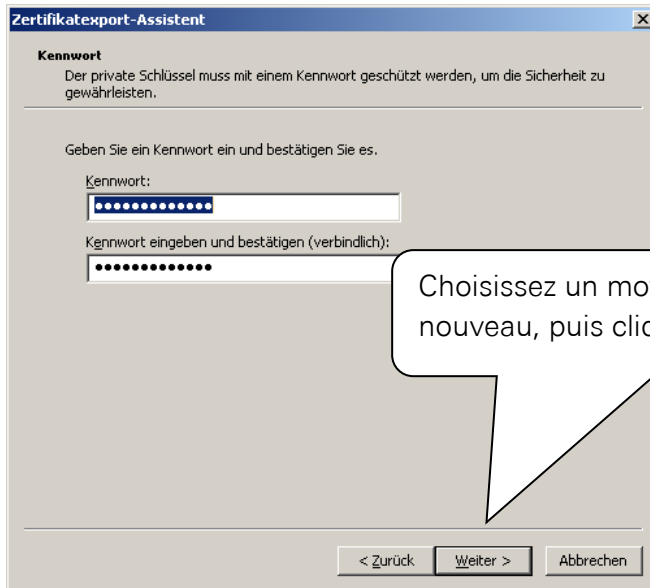 Zertifikatexport-Assistent
Kennwort
Der private Schlüssel muss mit einem Kennwort geschützt werden, um die Sicherheit zu
gewährleisten.
Geben Sie ein Kennwort ein und bestätigen Sie es.
Kennwort:
•••••••••••••
Kennwort eingeben und bestätigen (verbindlich):
•••••••••••••
Choisissez un
nouveau, puis
< Zurück Weiter > Abbrechen